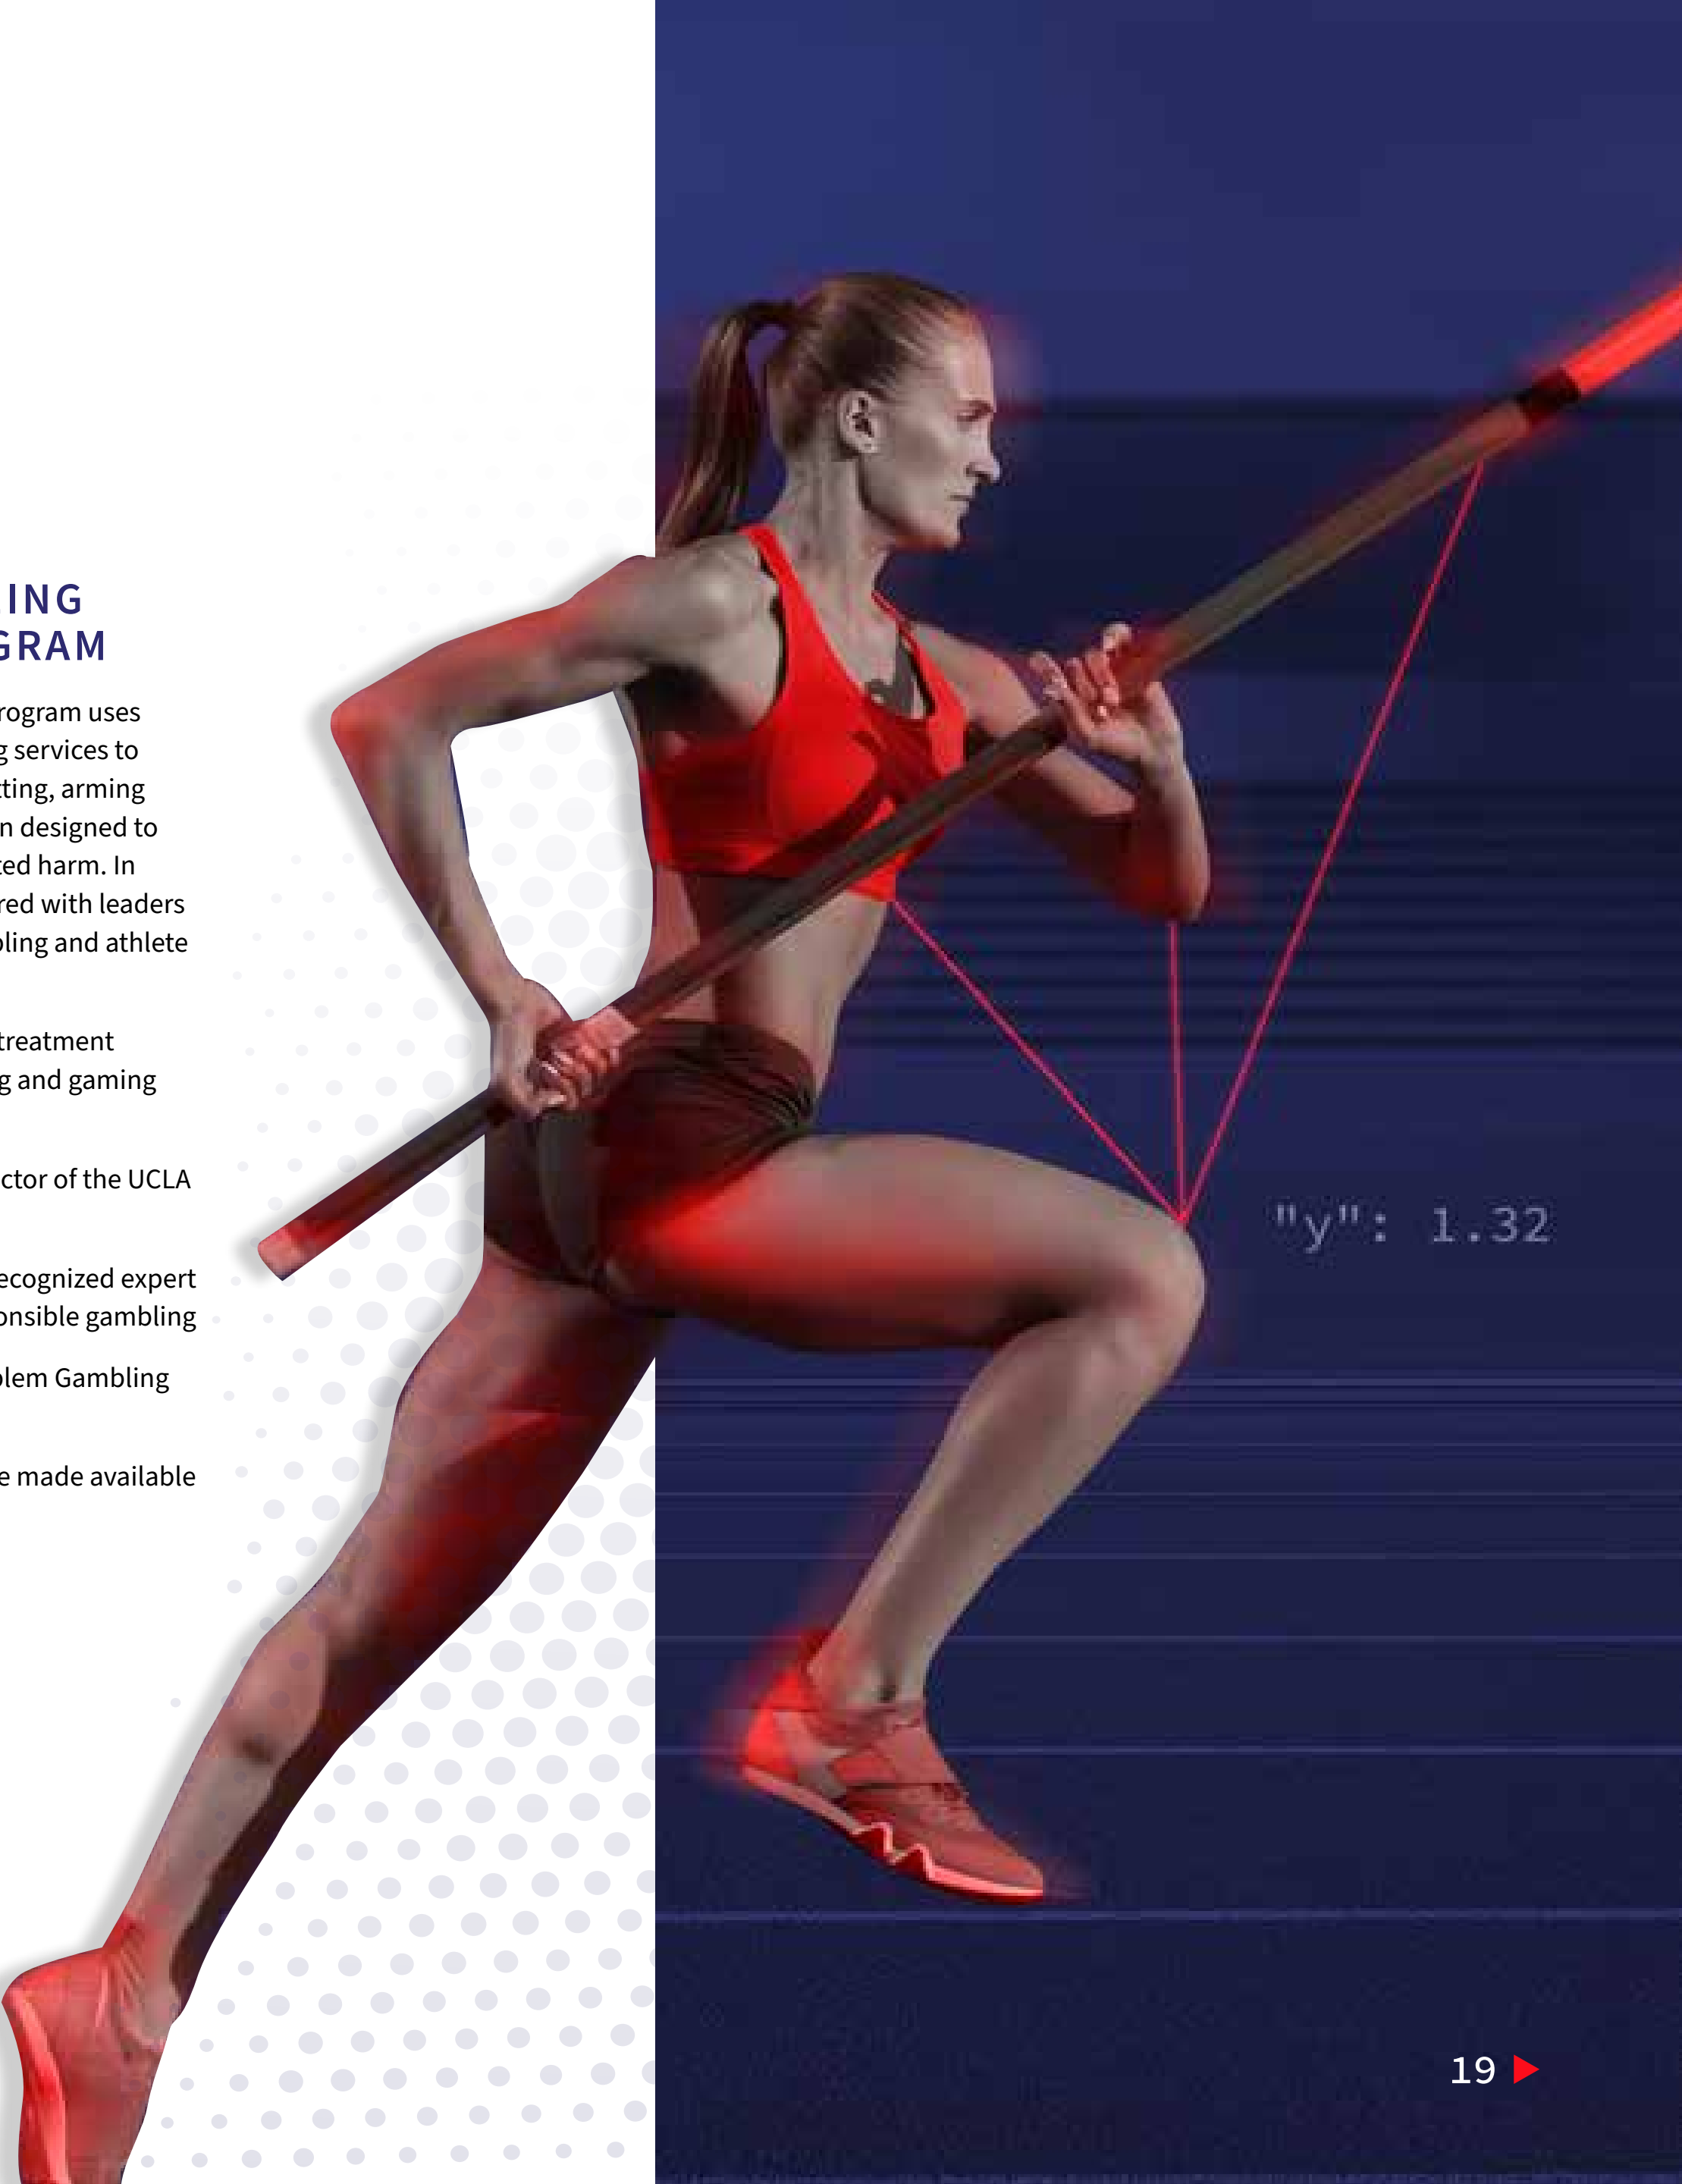 ING
GRAM
rogram uses
g services to
tting, arming
n designed to
ted harm. In
red with leaders
bling and athlete
treatment
g and gaming
ctor of the UCLA
ecognized expert
onsible gambling
blem Gambling
e made available
"y": 1.32
19